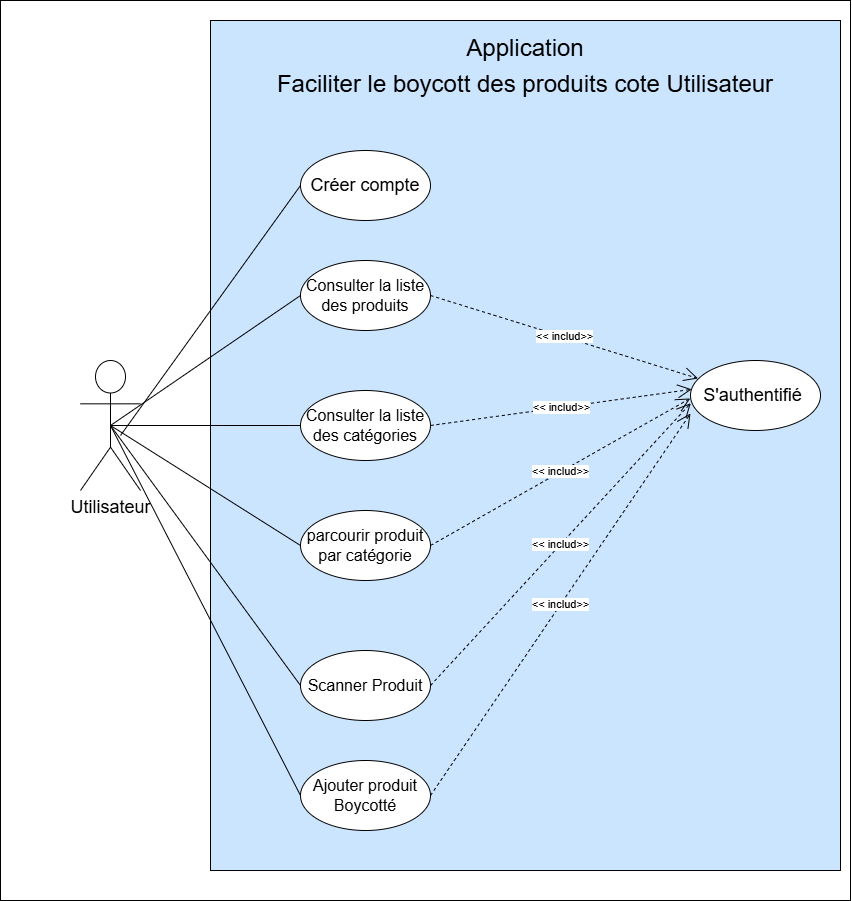 Application
Faciliter le boycott des produits cote Utilisateur
Créer compte
Consulter la liste
des produits
<< includ>>
S'authentifié
Consulter la liste
des catégories
<< includ>>
<< includ>>
Utilisateur
parcourir produit
par catégorie
<< includ>>
<< includ>>
Scanner Produit
Ajouter produit
Boycotté